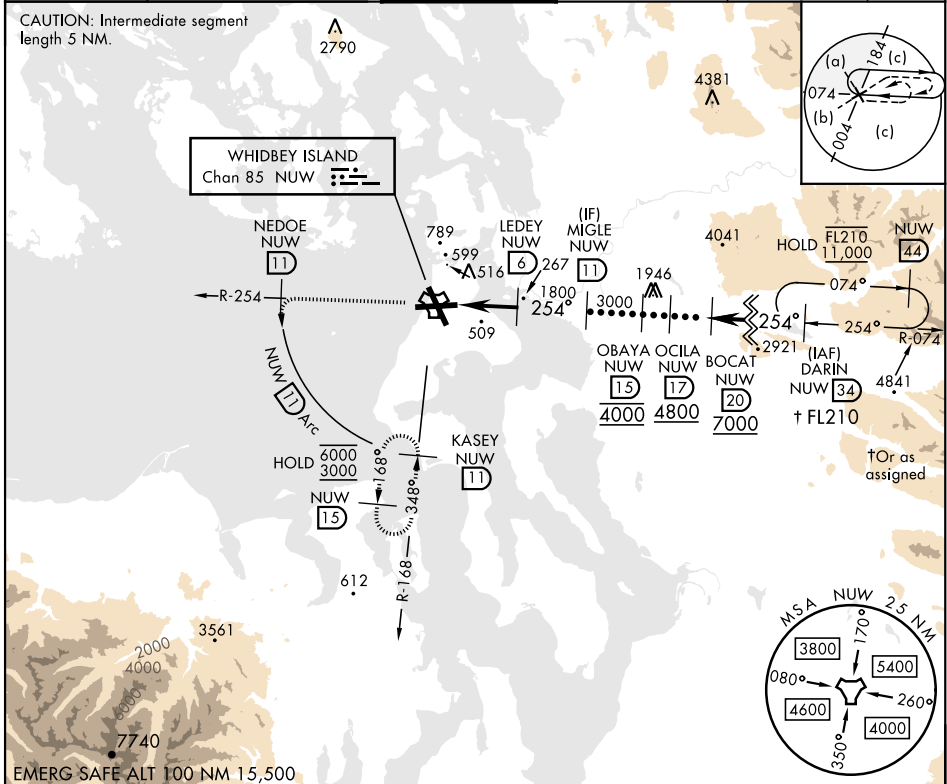 CAUTION: Intermediate segment
length 5 NM.
2790
4381
(a)
184
(c)
074
(b)
004
(c)
WHIDBEY ISLAND
Chan 85 NUW
NEDOE
NUW
11
789
599
516
LEDEY
NUW
6
267
(IF)
MIGLE
NUW
11
4041
HOLD
FL210
11,000
NUW
44
R-254
1800
254°
3000
1946
074°
254°
254°
R-074
509
2921
OBAYA
NUW
15
4000
OCILA
NUW
17
4800
BOCAT
NUW
20
7000
(IAF)
DARIN
NUW 34
† FL210
4841
†Or as
assigned
NUW 11 Arc
HOLD
6000
3000
168°
348°
KASEY
NUW
11
NUW
15
R-168
612
3561
2000
4000
6000
7740
EMERG SAFE ALT 100 NM 15,500
MSA NUW 25 NM
170°
3800
5400
080°
260°
4600
4000
350°